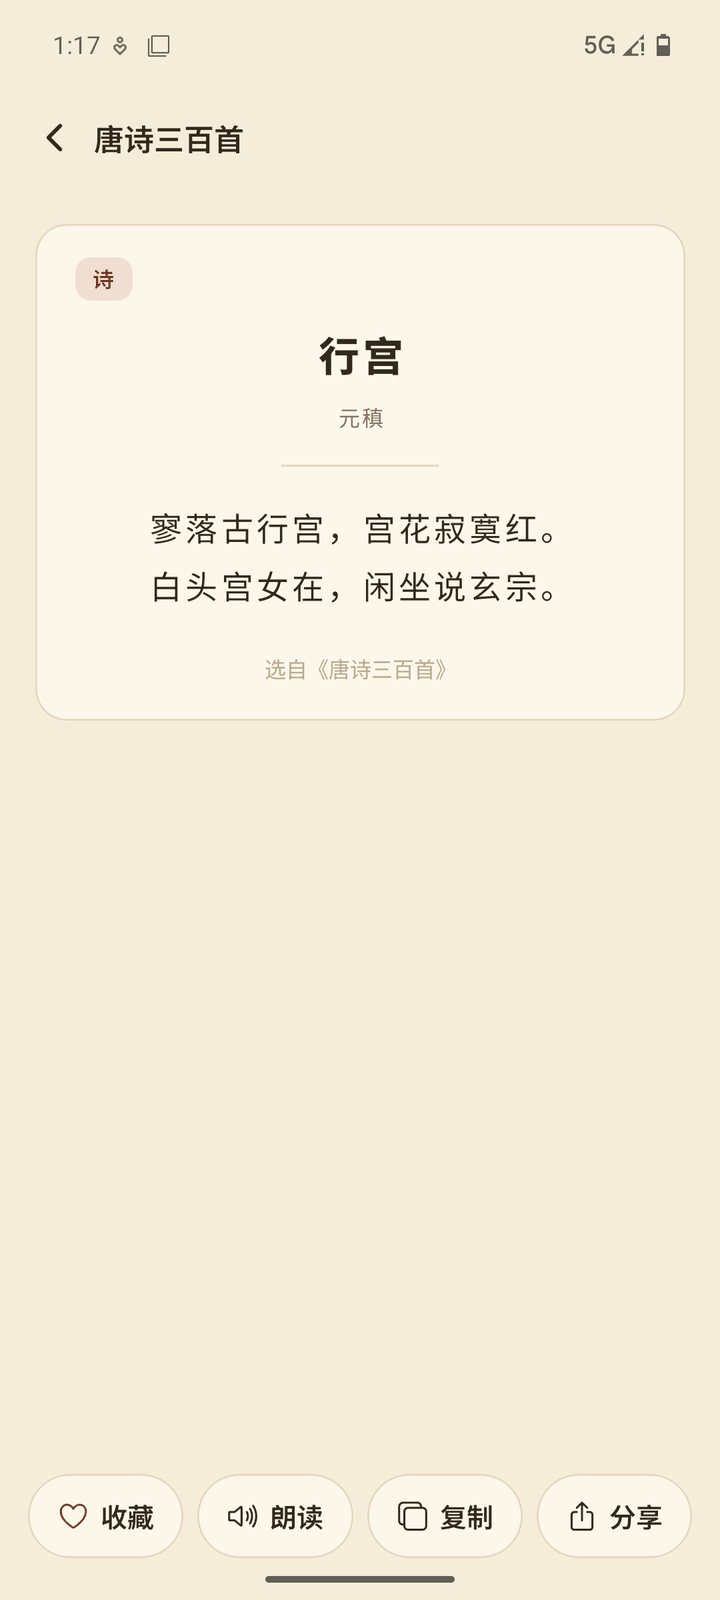 1:17
5G
唐诗三百首
诗
行宫
元稹
寥落古行宫，宫花寂寞红。
白头宫女在，闲坐说玄宗。
选自《唐诗三百首》
收藏
朗读
复制
分享